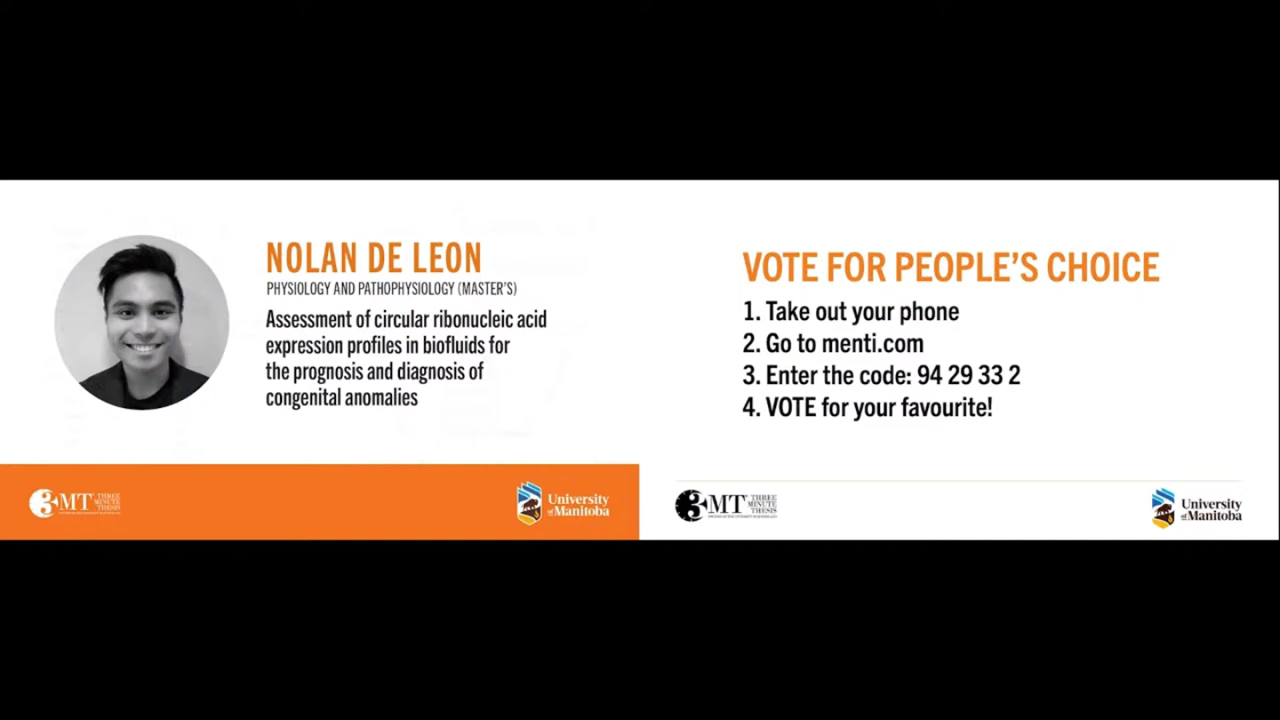 NOLAN DE LEON
PHYSIOLOGY AND PATHOPHYSIOLOGY (MASTER'S)
Assessment of circular ribonucleic acid
expression profiles in biofluids for
the prognosis and diagnosis of
congenital anomalies
3MT THREE
MINUTE
THESIS
University
of Manitoba
VOTE FOR PEOPLE'S CHOICE
1. Take out your phone
2. Go to menti.com
3. Enter the code: 94 29 33 2
4. VOTE for your favourite!
3MT THREE
MINUTE
THESIS
University
of Manitoba